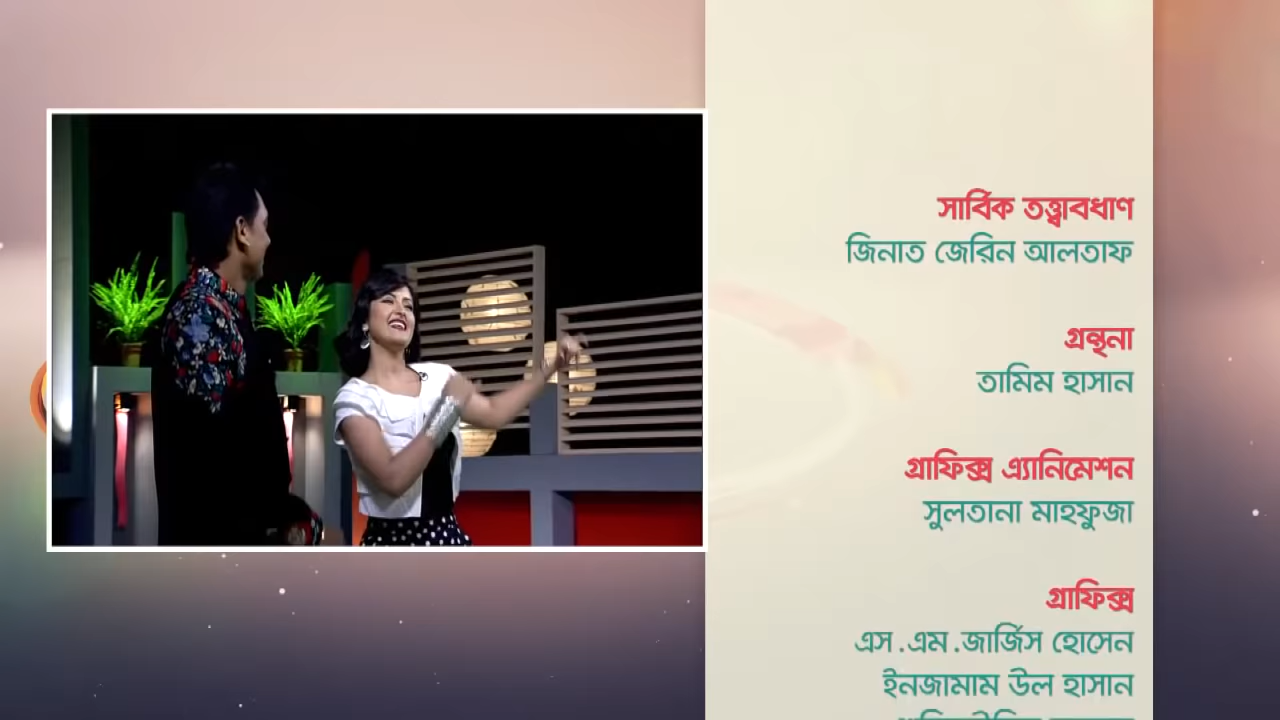 সার্বিক তত্ত্বাবধাণ
জিনাত জেরিন আলতাফ
গ্রন্থনা
তামিম হাসান
গ্রাফিক্স এ্যানিমেশন
সুলতানা মাহফুজা
গ্রাফিক্স
এস.এম.জার্জিস হোসেন
ইনজামাম উল হাসান